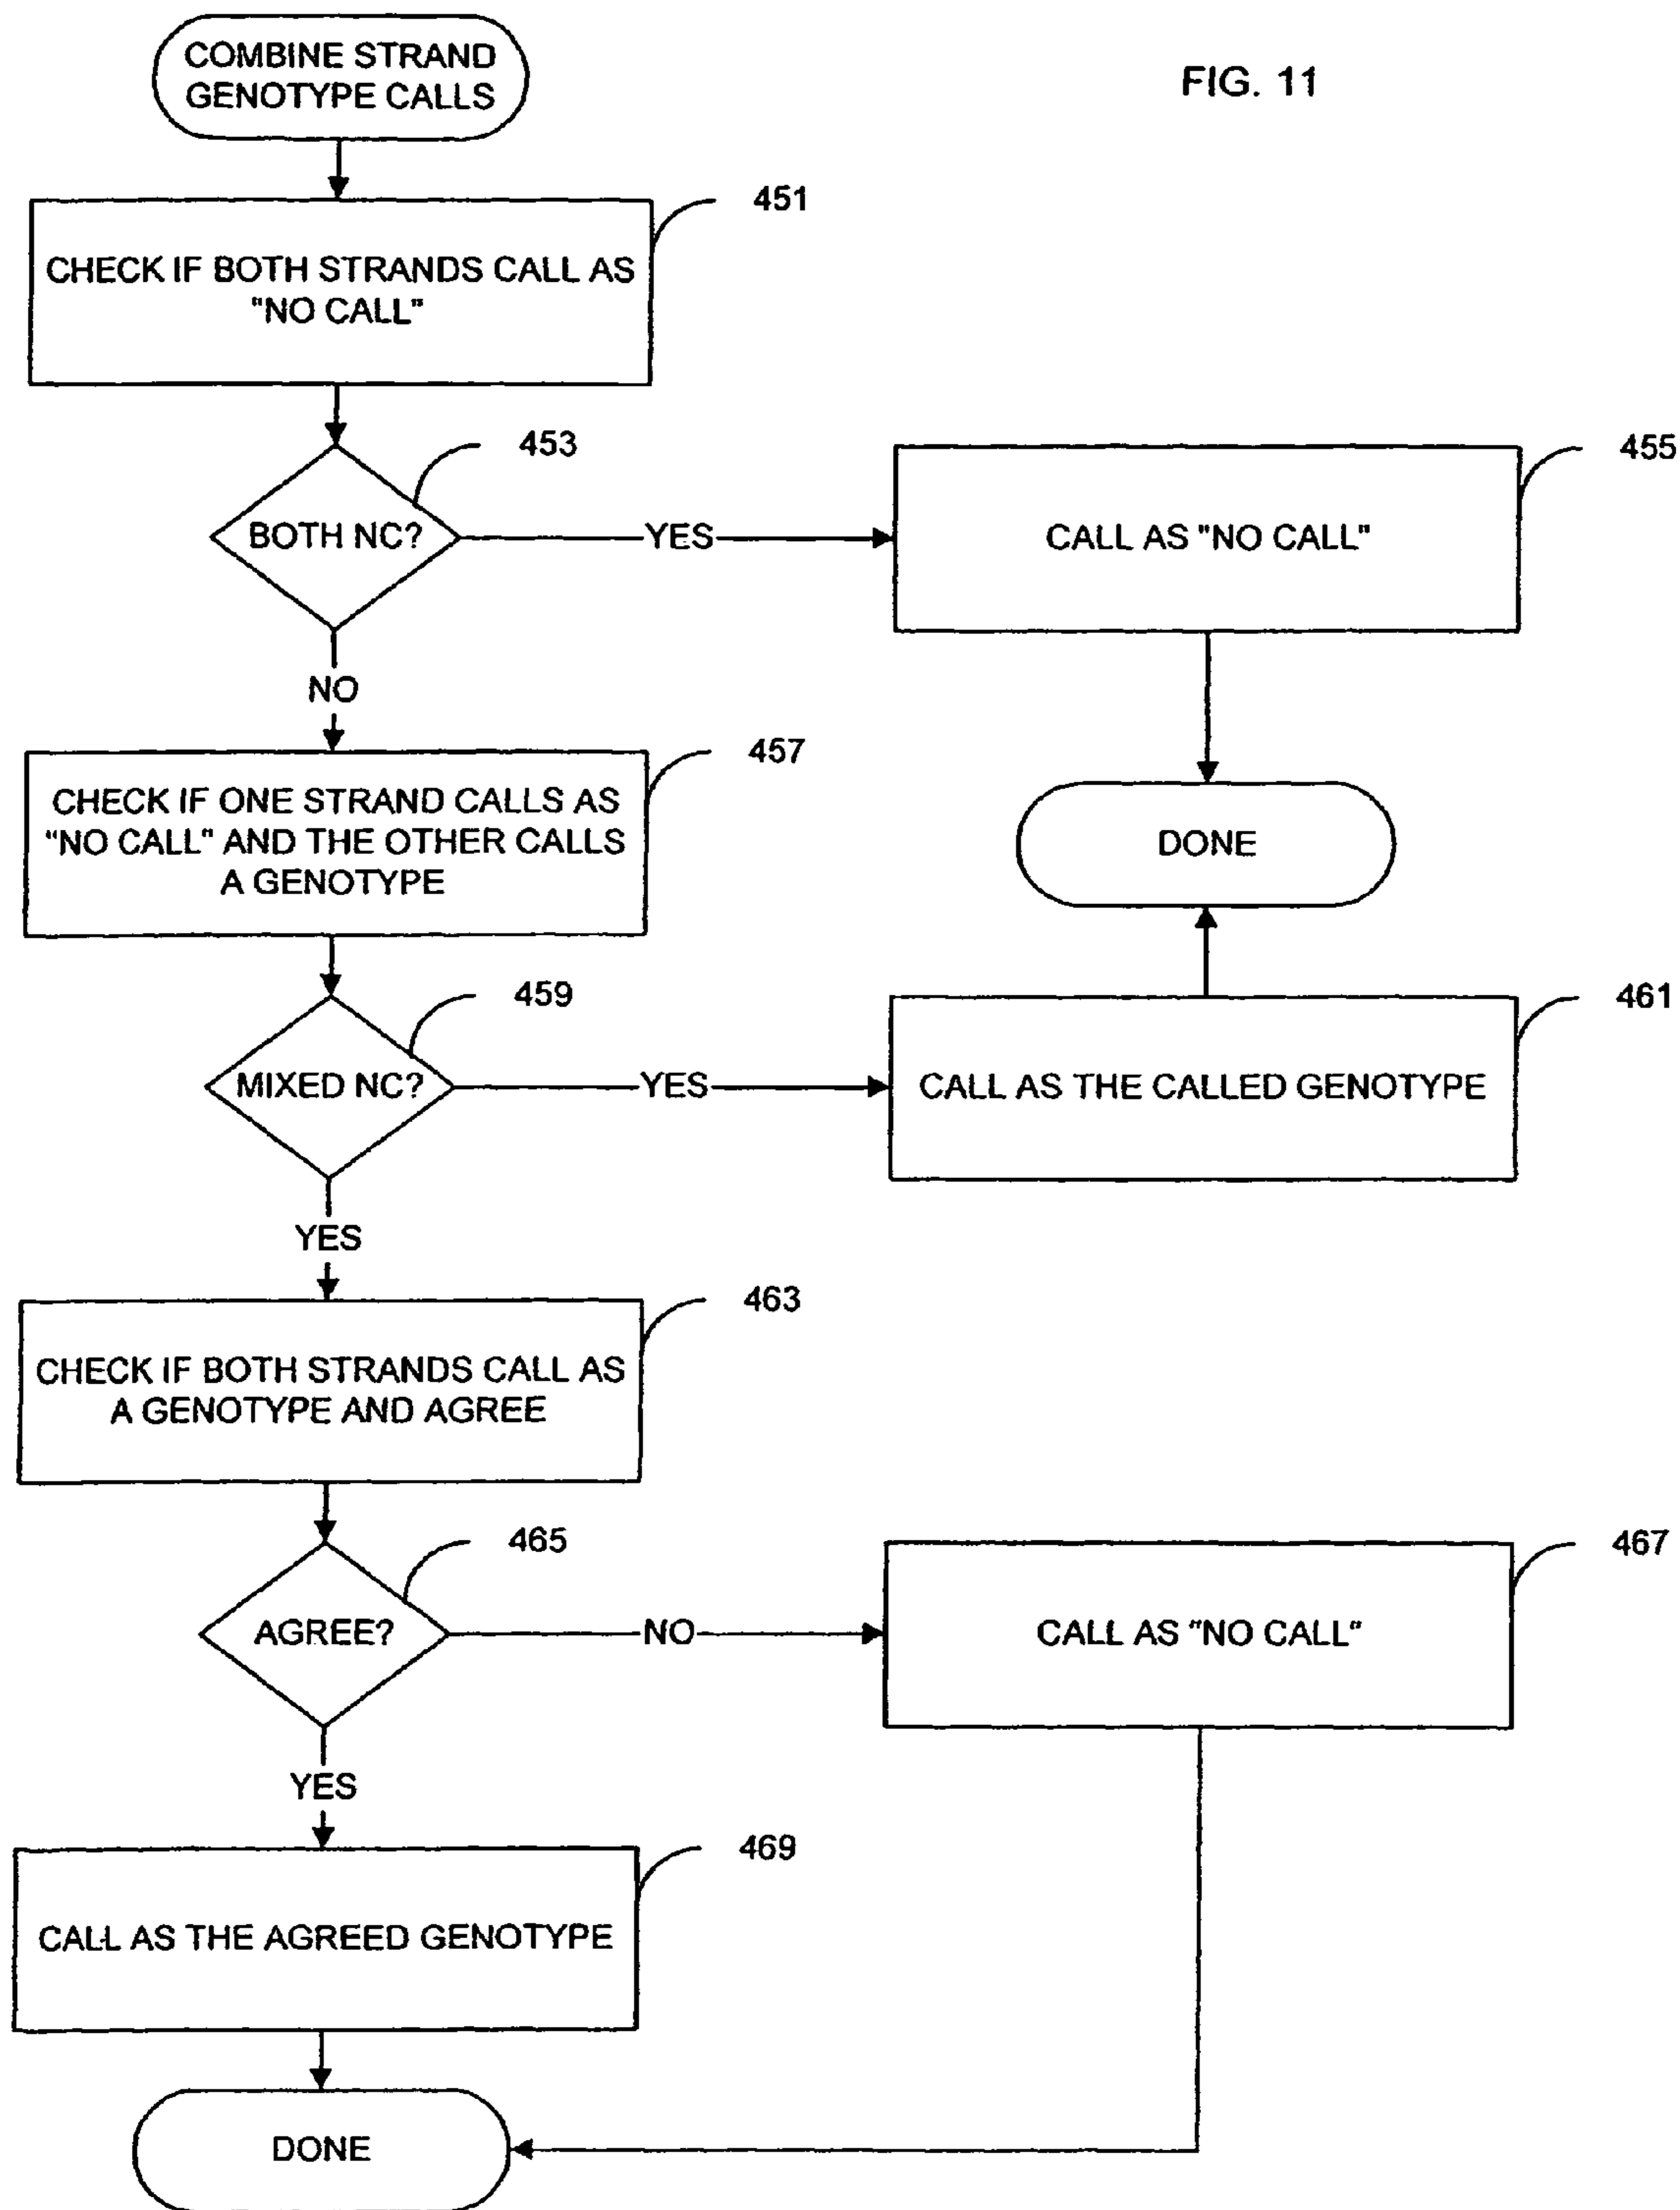 COMBINE STRAND
GENOTYPE CALLS
FIG. 11
451
CHECK IF BOTH STRANDS CALL AS
"NO CALL"
453
BOTH NC?
YES
455
CALL AS "NO CALL"
NO
457
CHECK IF ONE STRAND CALLS AS
"NO CALL" AND THE OTHER CALLS
A GENOTYPE
DONE
459
MIXED NC?
YES
461
CALL AS THE CALLED GENOTYPE
YES
463
CHECK IF BOTH STRANDS CALL AS
A GENOTYPE AND AGREE
465
AGREE?
NO
467
CALL AS "NO CALL"
YES
469
CALL AS THE AGREED GENOTYPE
DONE